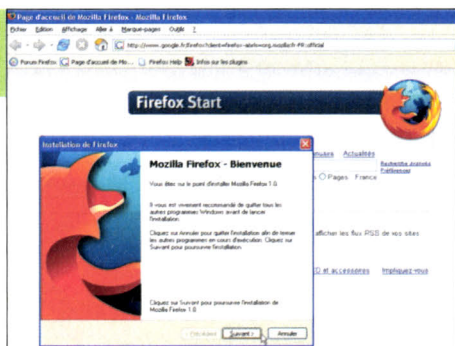 Page d'accueil de Mozilla Firefox - Mozilla Firefox
Fichier Edition Affichage Aller à Marque-pages Outils ?
http://www.google.fr/firefox?client=firefox-a&rls=org.mozilla:fr-FR:official
Forum Firefox Page d'accueil de Mo... Firefox Help Infos sur les plugins
Firefox Start
Installation de Firefox
Actualités
Recherche avancée
Préférences
Pages France
Mozilla Firefox - Bienvenue
Vous êtes sur le point d'installer Mozilla Firefox 1.0.
Il vous est vivement recommandé de quitter tous les
autres programmes Windows avant de lancer
l'installation.
afficher les flux RSS de vos sites
Cliquez sur Annuler pour quitter l'installation afin de fermer
les autres programmes en cours d'exécution. Cliquez sur
Suivant pour poursuivre l'installation.
CD et accessoires Impliquez-vous
Cliquez sur Suivant pour poursuivre l'installation de
Mozilla Firefox 1.0
Précédent Suivant > Annuler